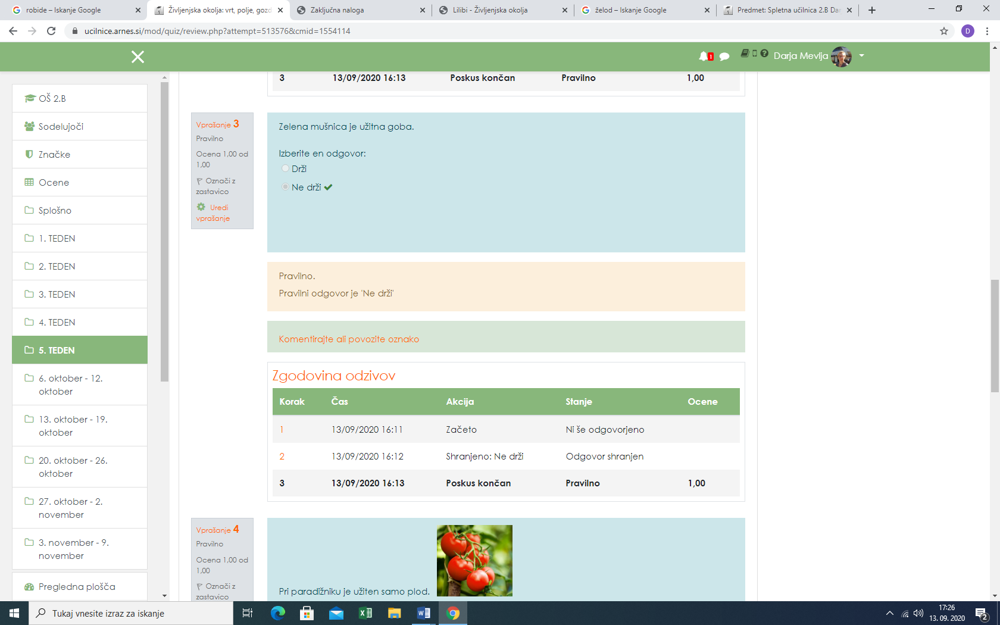 robide – Iskanje Google
Življenjska okolja: vrt, polje, gozd
Zaključna naloga
Lilibi - Življenjska okolja
želod – Iskanje Google
Predmet: Spletna učilnica 2.B Dar
ucilnice.arnes.si/mod/quiz/review.php?attempt=513576&cmid=1554114
D
1
Darja Mevlja
OŠ 2.B
Sodelujoči
Značke
Ocene
Splošno
1. TEDEN
2. TEDEN
3. TEDEN
4. TEDEN
5. TEDEN
6. oktober - 12.
oktober
13. oktober - 19.
oktober
20. oktober - 26.
oktober
27. oktober - 2.
november
3. november - 9.
november
Pregledna plošča
3 13/09/2020 16:13 Poskus končan Pravilno 1,00
Vprašanje 3
Pravilno
Ocena 1,00 od
1,00
Označi z
zastavico
Uredi
vprašanje
Zelena mušnica je užitna goba.
Izberite en odgovor:
Drži
Ne drži
Pravilno.
Pravilni odgovor je 'Ne drži'
Komentirajte ali povozite oznako
Zgodovina odzivov
Korak Čas Akcija Stanje Ocene
1 13/09/2020 16:11 Začeto Ni še odgovorjeno
2 13/09/2020 16:12 Shranjeno: Ne drži Odgovor shranjen
3 13/09/2020 16:13 Poskus končan Pravilno 1,00
Vprašanje 4
Pravilno
Ocena 1,00 od
1,00
Označi z
zastavico
Pri paradižniku je užiten samo plod.
Tukaj vnesite izraz za iskanje
17:26
13. 09. 2020
2